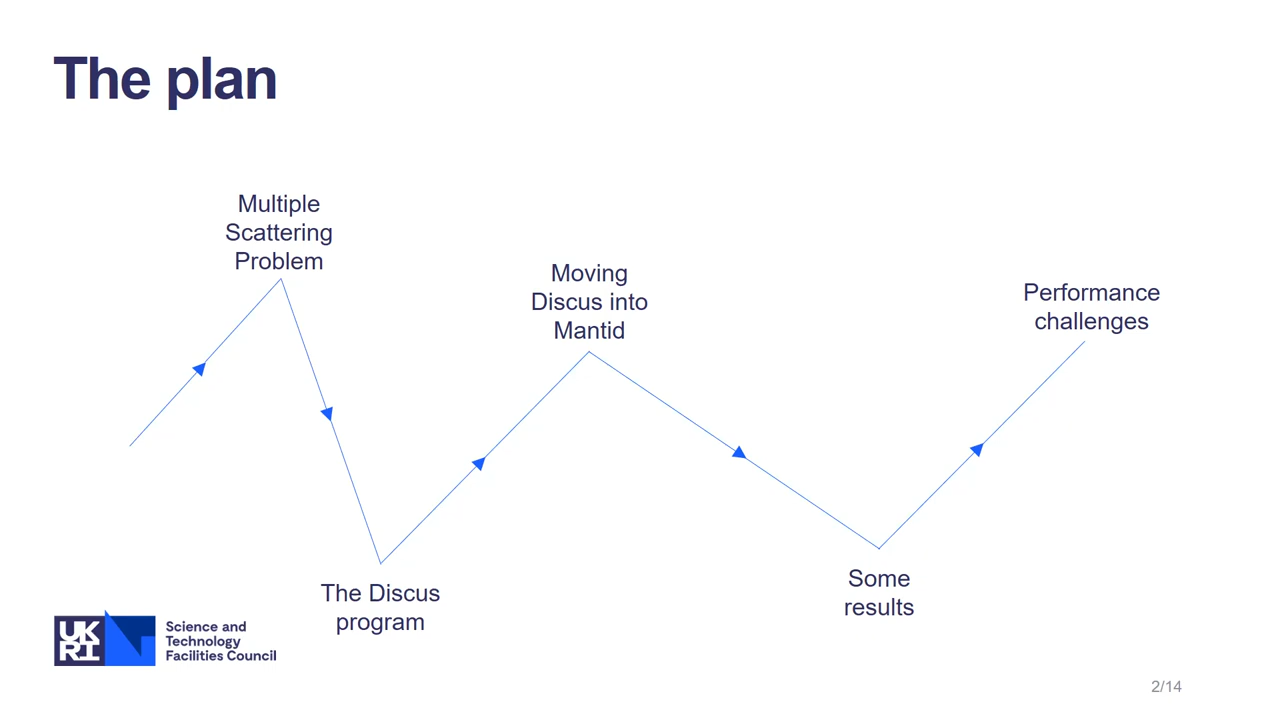 The plan
Multiple
Scattering
Problem
The Discus
program
Moving
Discus into
Mantid
Some
results
Performance
challenges
UK
RI
Science and
Technology
Facilities Council
2/14